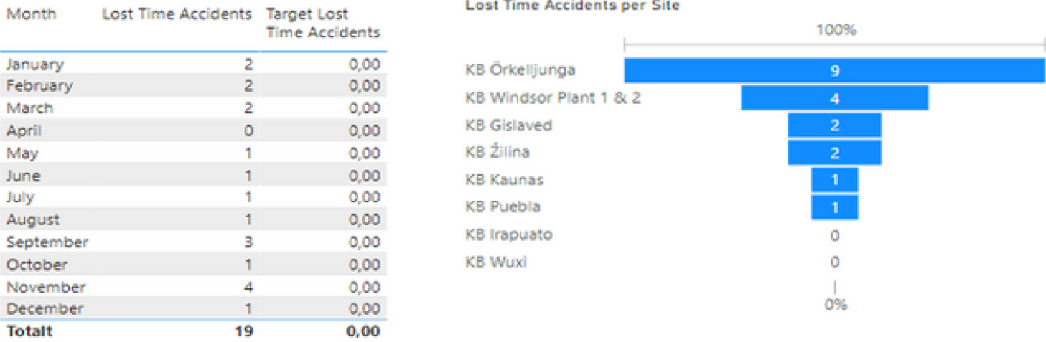 Month Lost Time Accidents Target Lost
Time Accidents
January 2 0,00
February 2 0,00
March 2 0,00
April 0 0,00
May 1 0,00
June 1 0,00
July 1 0,00
August 1 0,00
September 3 0,00
October 1 0,00
November 4 0,00
December 1 0,00
Totalt 19 0,00
Lost Time Accidents per Site
100%
KB Örkelljunga 9
KB Windsor Plant 1 & 2 4
KB Gislaved 2
KB Žilina 2
KB Kaunas 1
KB Puebla 1
KB Irapuato 0
KB Wuxi 0
0%